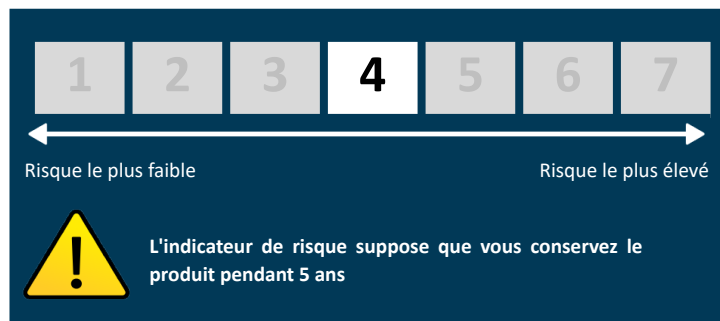 1 2 3 4 5 6 7
Risque le plus faible Risque le plus élevé
!
L'indicateur de risque suppose que vous conservez le
produit pendant 5 ans